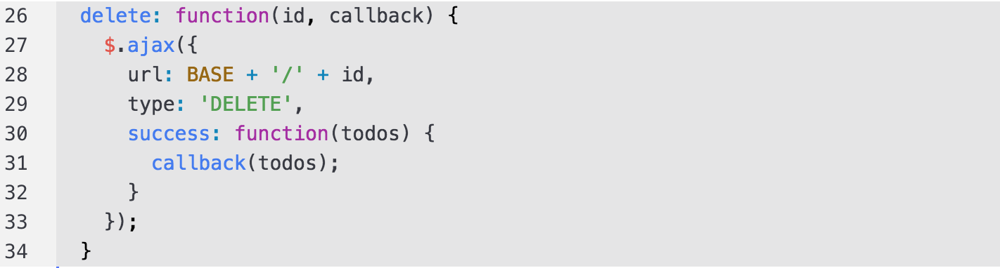 26 delete: function(id, callback) {
27 $.ajax({
28 url: BASE + '/' + id,
29 type: 'DELETE',
30 success: function(todos) {
31 callback(todos);
32 }
33 });
34 }